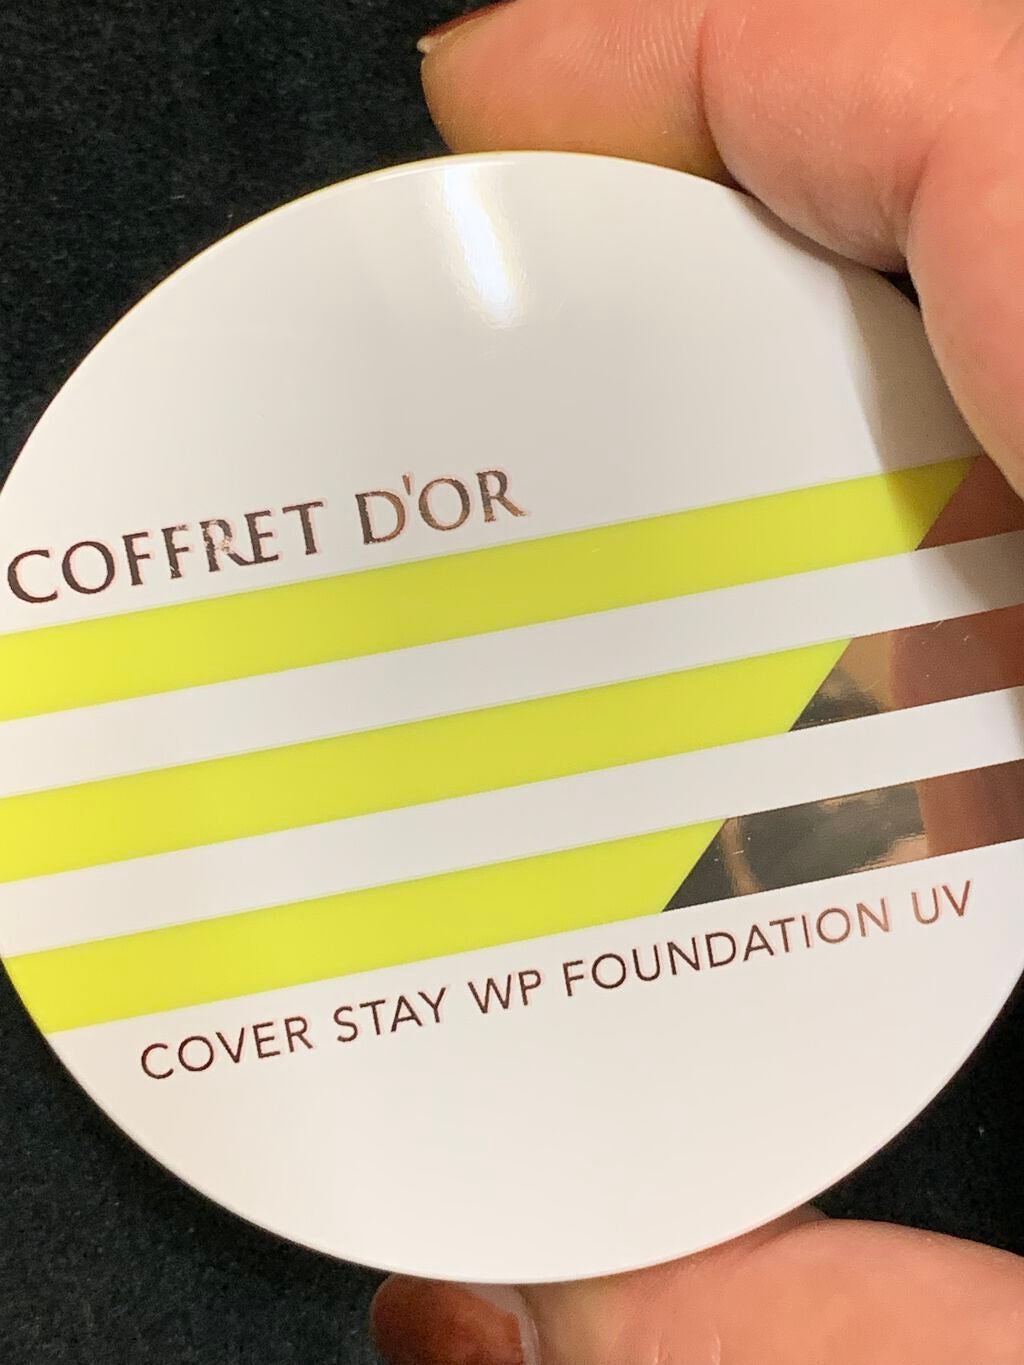 COFFRET D'OR
COVER STAY WP FOUNDATION UV